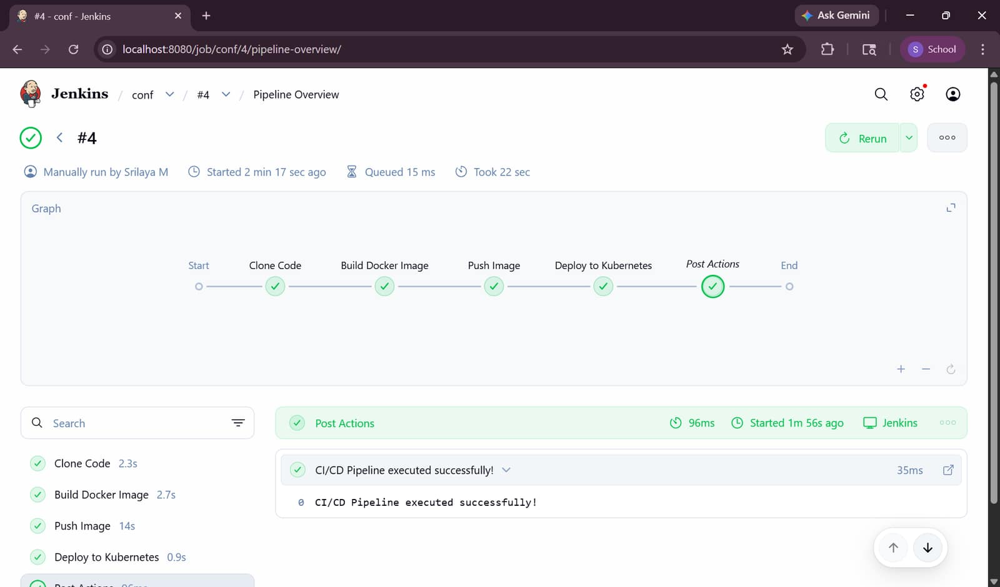 #4 - conf - Jenkins
Ask Gemini
localhost:8080/job/conf/4/pipeline-overview/
S School
Jenkins / conf / #4 / Pipeline Overview
#4
Rerun
Manually run by Srilaya M Started 2 min 17 sec ago Queued 15 ms Took 22 sec
Graph
Start Clone Code Build Docker Image Push Image Deploy to Kubernetes Post Actions End
Search
Post Actions 96ms Started 1m 56s ago Jenkins
Clone Code 2.3s
CI/CD Pipeline executed successfully! 35ms
Build Docker Image 2.7s
0 CI/CD Pipeline executed successfully!
Push Image 14s
Deploy to Kubernetes 0.9s
Post Actions 96ms